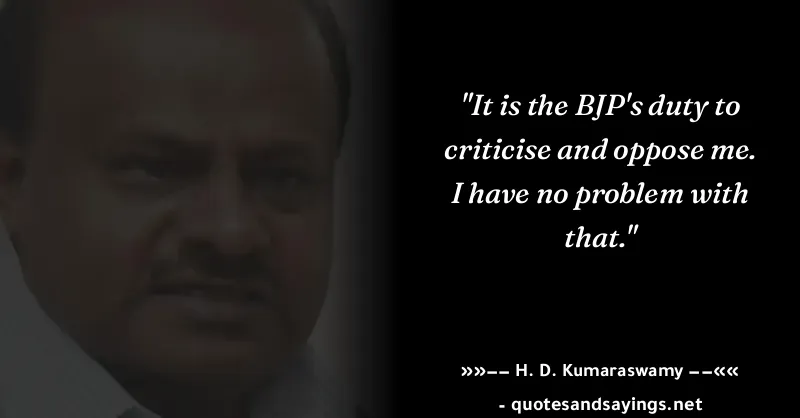 "It is the BJP's duty to
criticise and oppose me.
I have no problem with
that."
»»–– H. D. Kumaraswamy ––««
- quotesandsayings.net